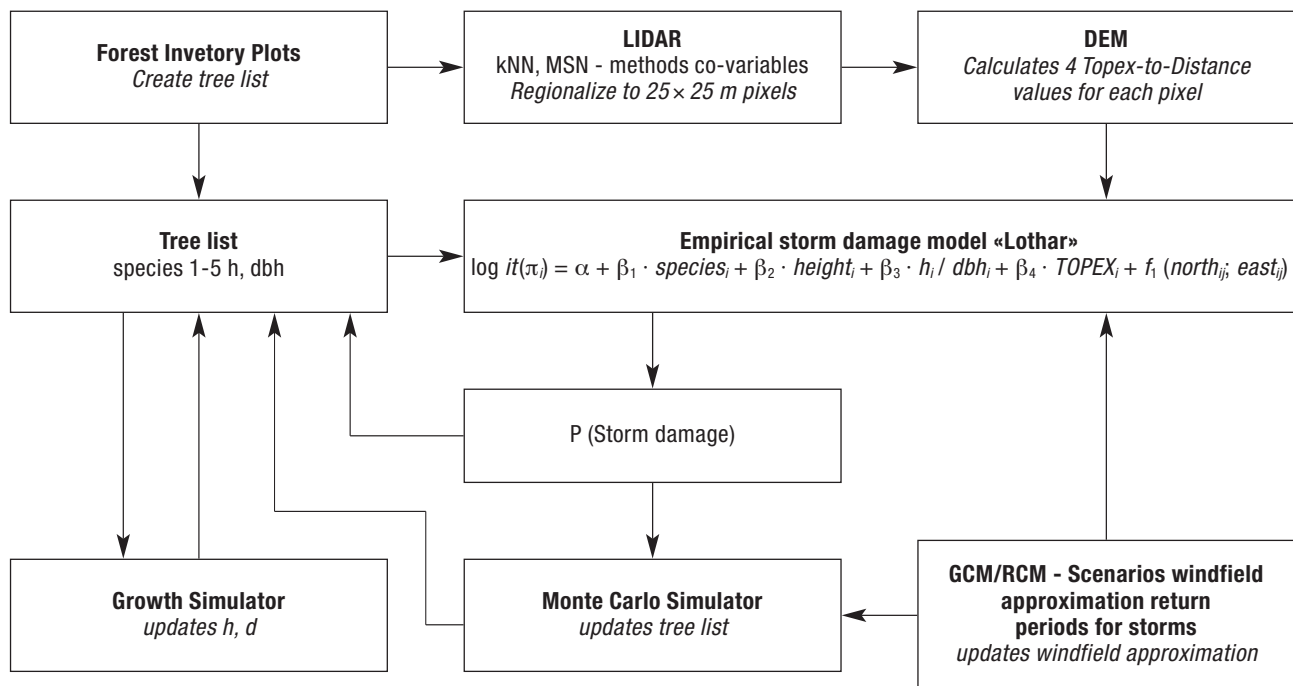 Forest Invetory Plots
Create tree list
LIDAR
kNN, MSN - methods co-variables
Regionalize to 25 × 25 m pixels
DEM
Calculates 4 Topex-to-Distance
values for each pixel
Tree list
species 1-5 h, dbh
Empirical storm damage model «Lothar»
log it(πi) = α + β1 · speciesi + β2 · heighti + β3 · hi / dbhi + β4 · TOPEXi + f1 (northij; eastij)
P (Storm damage)
Growth Simulator
updates h, d
Monte Carlo Simulator
updates tree list
GCM/RCM - Scenarios windfield
approximation return
periods for storms
updates windfield approximation